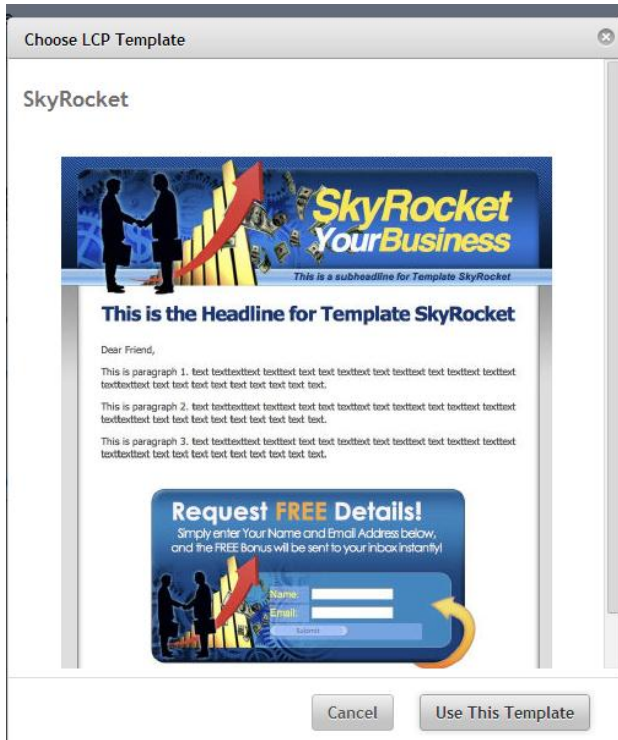 Choose LCP Template
SkyRocket
SkyRocket
YourBusiness
This is a subheadline for Template SkyRocket
This is the Headline for Template SkyRocket
Dear Friend,
This is paragraph 1. text texttexttext texttext text text texttext text texttext text texttext texttext
texttexttext text text text text text text text text.
This is paragraph 2. text texttexttext texttext text text texttext text texttext text texttext texttext
texttexttext text text text text text text text text.
This is paragraph 3. text texttexttext texttext text text texttext text texttext text texttext texttext
texttexttext text text text text text text text text.
Request FREE Details!
Simply enter Your Name and Email Address below,
and the FREE Bonus will be sent to your inbox instantly!
Name:
Email:
Submit
Cancel
Use This Template